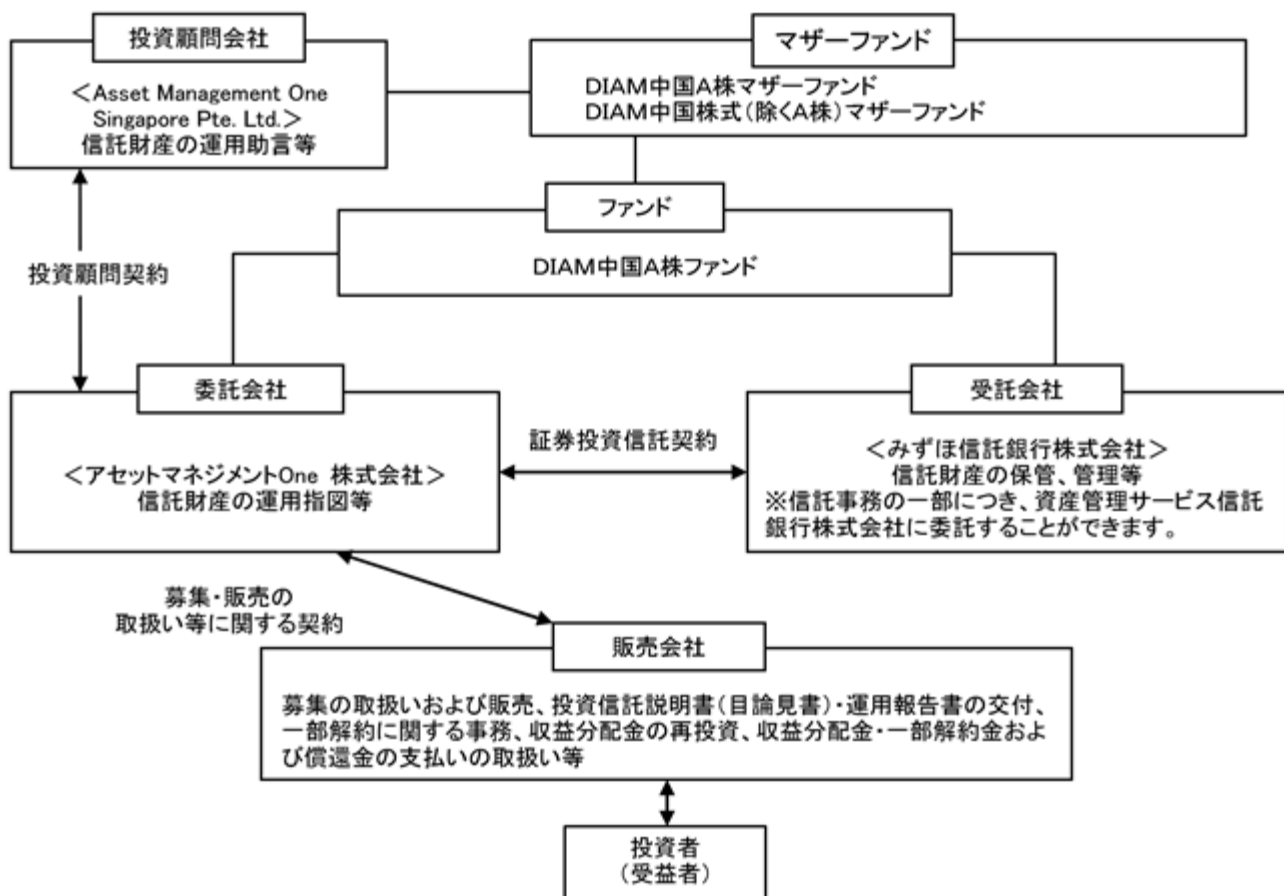 投資顧問会社
＜Asset Management One
Singapore Pte. Ltd.＞
信託財産の運用助言等
マザーファンド
DIAM中国A株マザーファンド
DIAM中国株式（除くA株）マザーファンド
ファンド
DIAM中国A株ファンド
投資顧問契約
委託会社
＜アセットマネジメントOne 株式会社＞
信託財産の運用指図等
証券投資信託契約
受託会社
＜みずほ信託銀行株式会社＞
信託財産の保管、管理等
※信託事務の一部につき、資産管理サービス信託
銀行株式会社に委託することができます。
募集・販売の
取扱い等に関する契約
販売会社
募集の取扱いおよび販売、投資信託説明書（目論見書）・運用報告書の交付、
一部解約に関する事務、収益分配金の再投資、収益分配金・一部解約金およ
び償還金の支払いの取扱い等
投資者
（受益者）